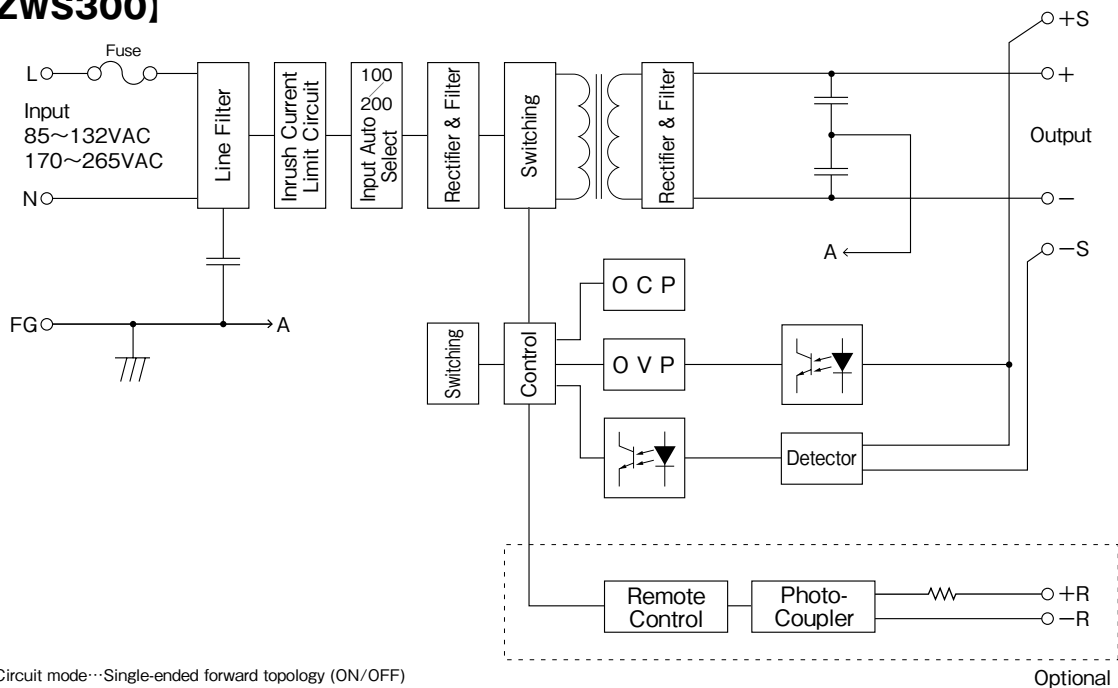 ZWS300】
Fuse
L
Input
85～132VAC
170～265VAC
N
FG
Line Filter
Inrush Current
Limit Circuit
100
200
Input Auto
Select
Rectifier & Filter
Switching
Rectifier & Filter
+S
+
Output
−
−S
A
A
O C P
Switching
Control
O V P
Detector
Remote
Control
Photo-
Coupler
+R
−R
Circuit mode…Single-ended forward topology (ON/OFF)
Optional